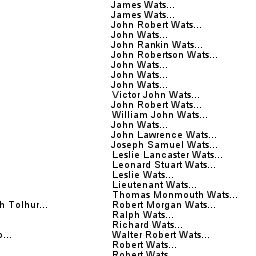 James Wats...
James Wats...
John Robert Wats...
John Wats...
John Rankin Wats...
John Robertson Wats...
John Wats...
John Wats...
John Wats...
Victor John Wats...
John Robert Wats...
William John Wats...
John Wats...
John Lawrence Wats...
Joseph Samuel Wats...
Leslie Lancaster Wats...
Leonard Stuart Wats...
Leslie Wats...
Lieutenant Wats...
Thomas Monmouth Wats...
h Tolhur... Robert Morgan Wats...
Ralph Wats...
Richard Wats...
o... Walter Robert Wats...
Robert Wats...
Robert Wats...